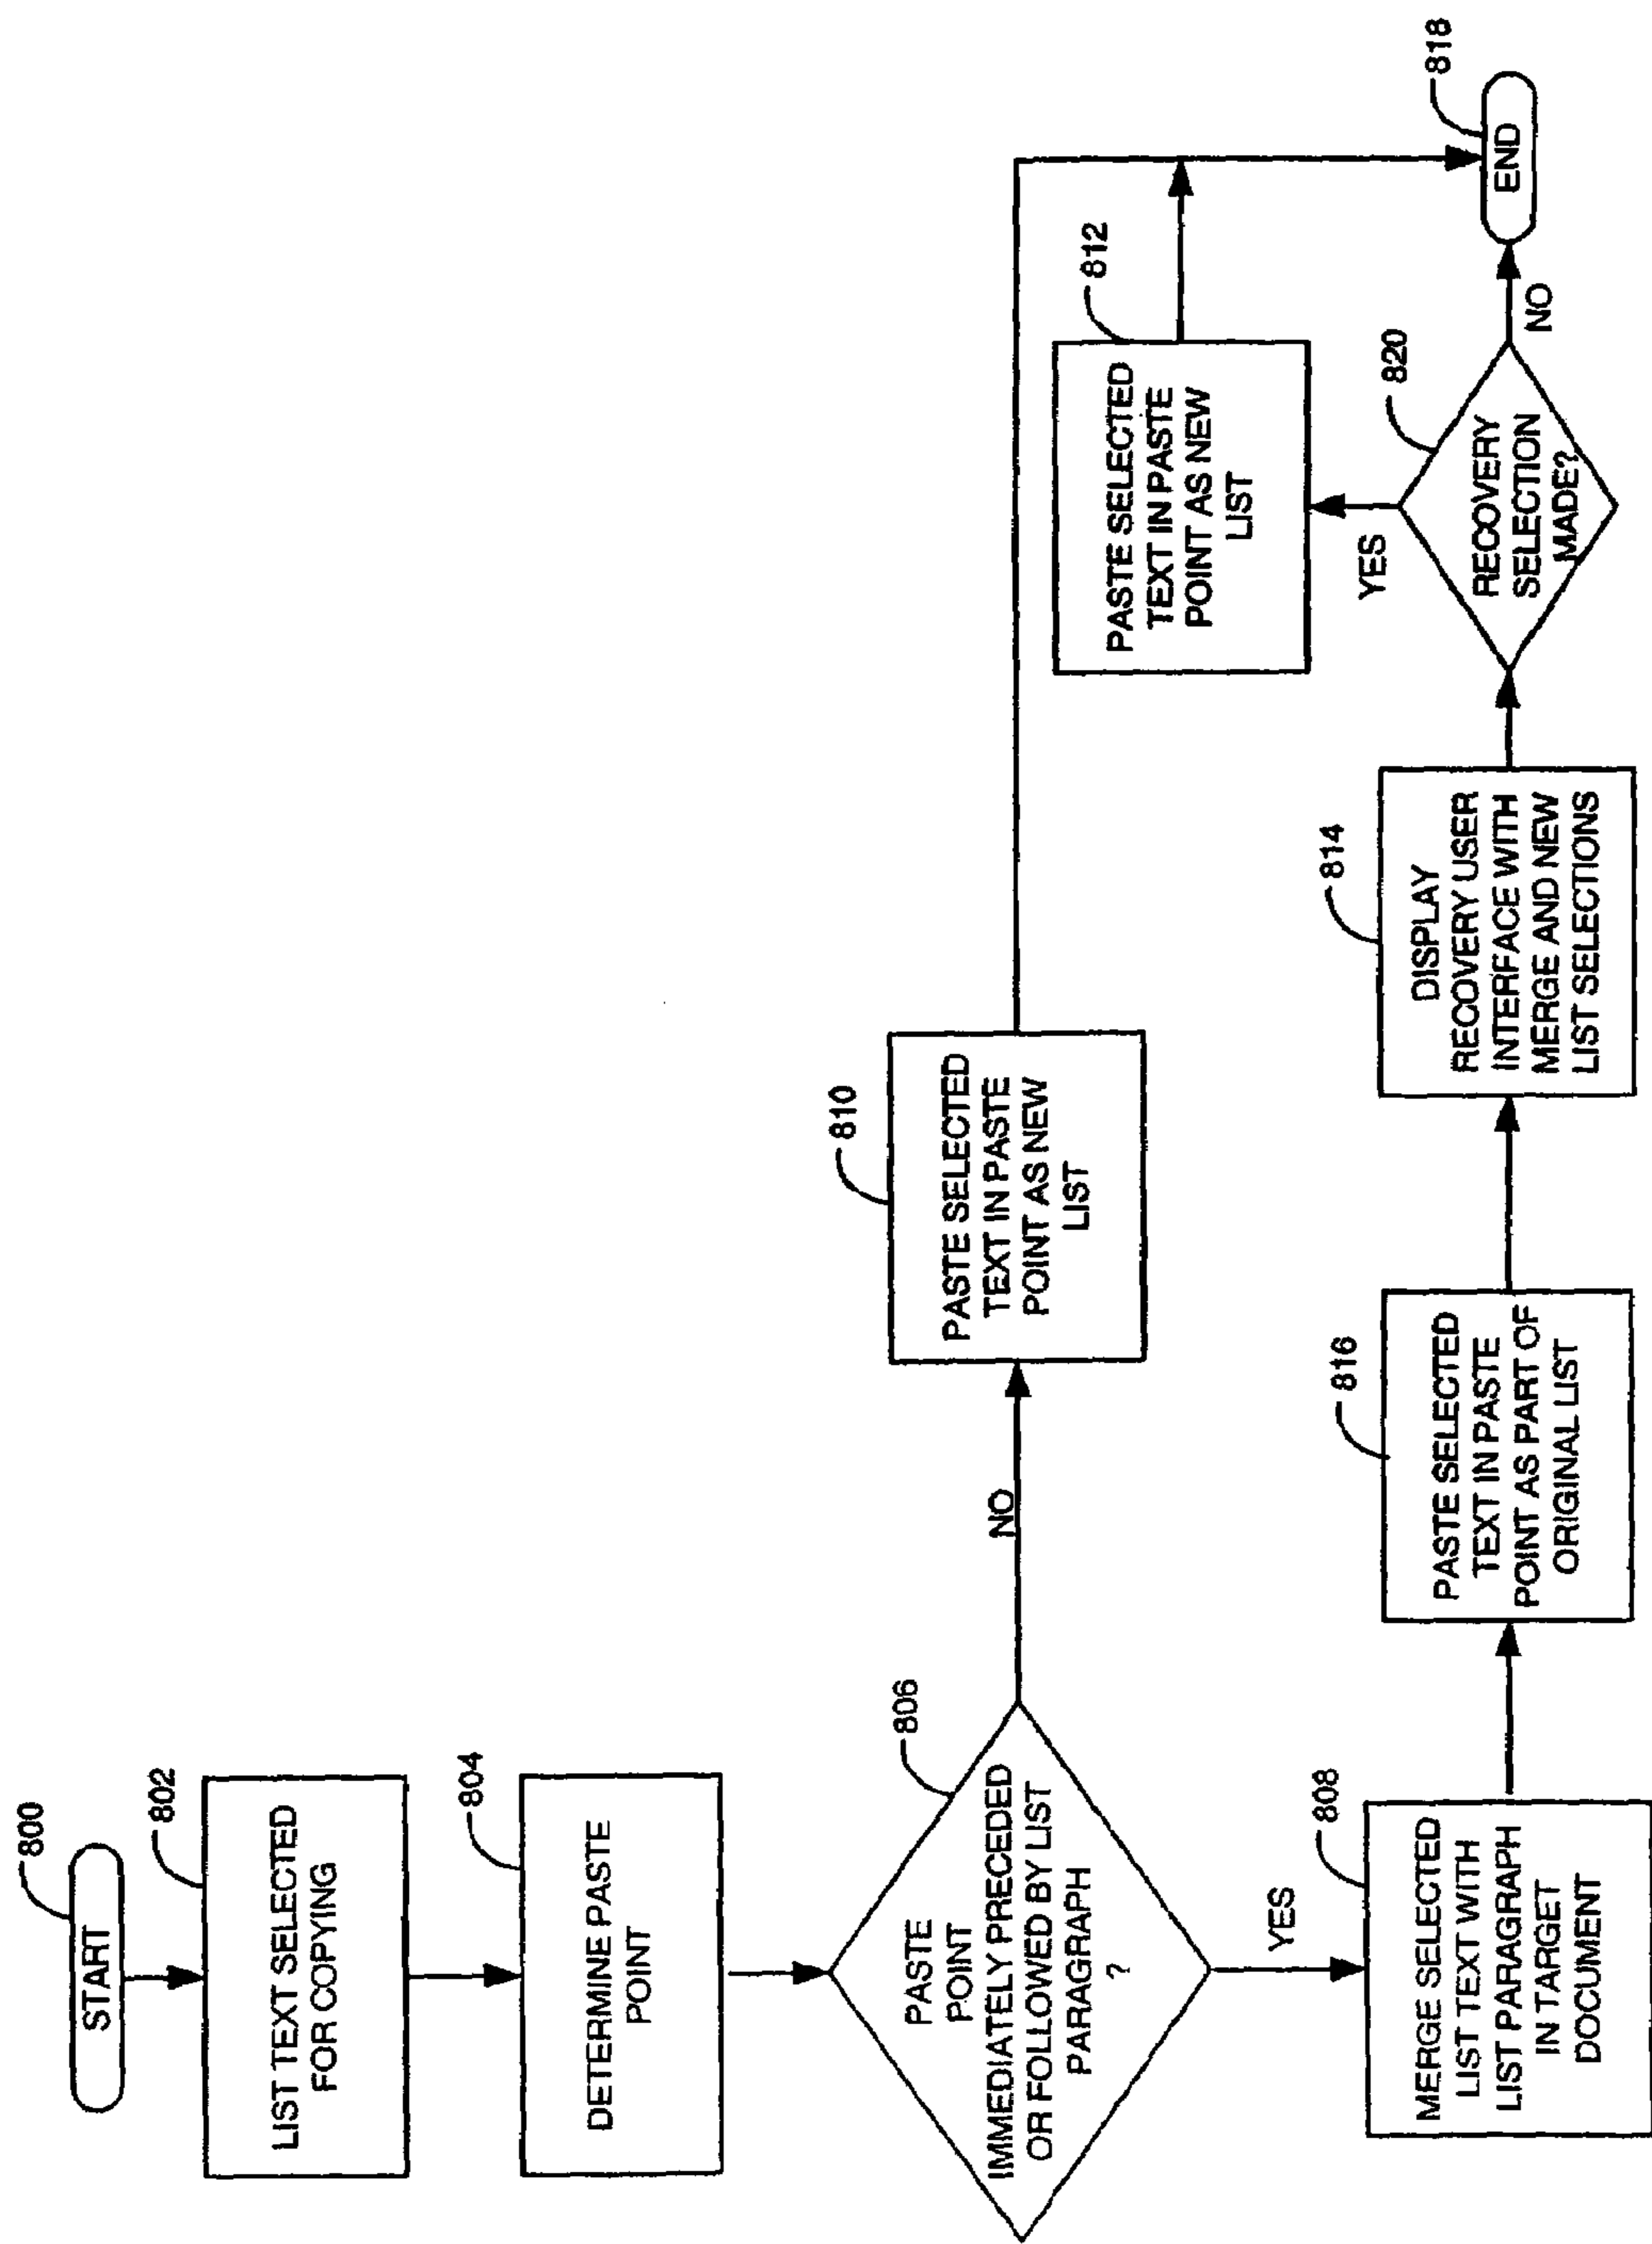 800
START
802
LIST TEXT SELECTED
FOR COPYING
804
DETERMINE PASTE
POINT
806
PASTE
POINT
IMMEDIATELY PRECEDED
OR FOLLOWED BY LIST
PARAGRAPH
?
NO
810
PASTE SELECTED
TEXT IN PASTE
POINT AS NEW
LIST
YES
808
MERGE SELECTED
LIST TEXT WITH
LIST PARAGRAPH
IN TARGET
DOCUMENT
816
PASTE SELECTED
TEXT IN PASTE
POINT AS PART OF
ORIGINAL LIST
814
DISPLAY
RECOVERY USER
INTERFACE WITH
MERGE AND NEW
LIST SELECTIONS
820
RECOVERY
SELECTION
MADE?
YES
812
PASTE SELECTED
TEXT IN PASTE
POINT AS NEW
LIST
NO
818
END